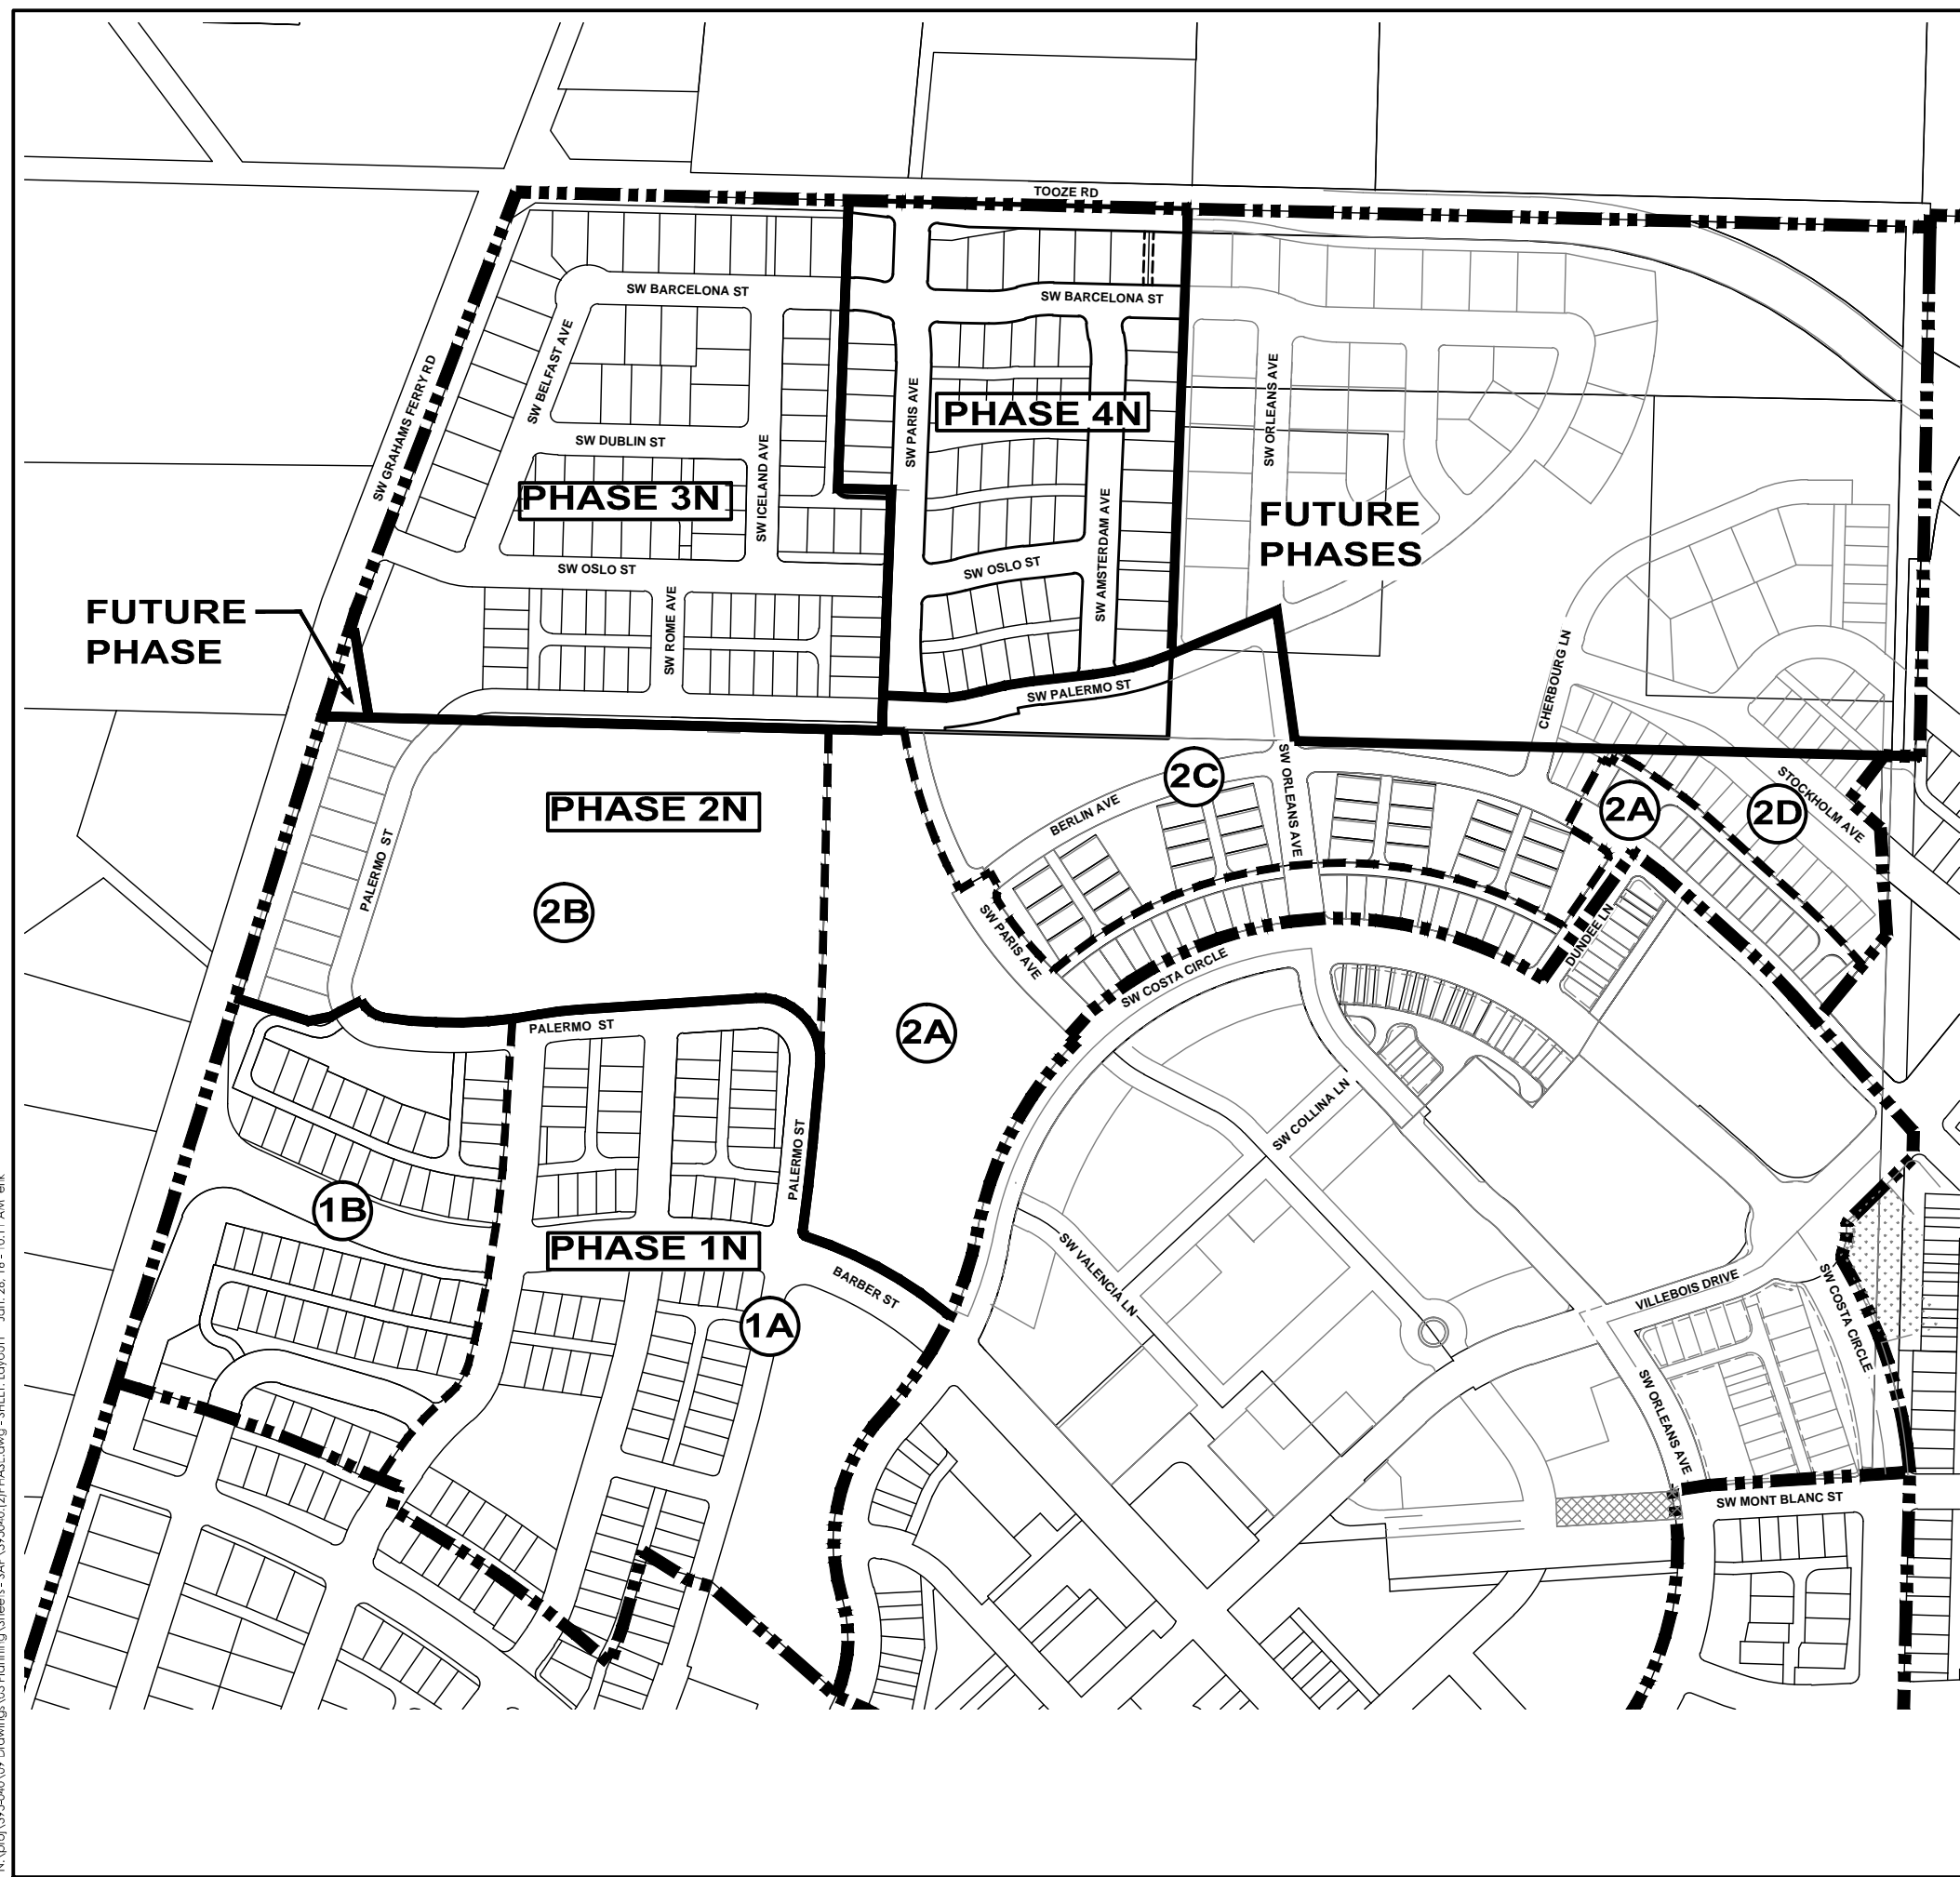 TOOZE RD
SW BARCELONA ST
SW BARCELONA ST
SW GRAHAMS FERRY RD
SW BELFAST AVE
SW PARIS AVE
SW ORLEANS AVE
PHASE 4N
SW DUBLIN ST
SW ICELAND AVE
PHASE 3N
SW AMSTERDAM AVE
FUTURE
PHASES
SW OSLO ST
SW OSLO ST
FUTURE
PHASE
SW ROME AVE
CHERBOURG LN
SW PALERMO ST
2C
SW ORLEANS AVE
STOCKHOLM AVE
2A
2D
PHASE 2N
BERLIN AVE
PALERMO ST
2B
SW PARIS AVE
DUNDEE LN
SW COSTA CIRCLE
PALERMO ST
2A
SW COLLINA LN
PALERMO ST
1B
PHASE 1N
SW VALENCIA LN
BARBER ST
VILLEBOIS DRIVE
SW COSTA CIRCLE
1A
SW ORLEANS AVE
SW MONT BLANC ST